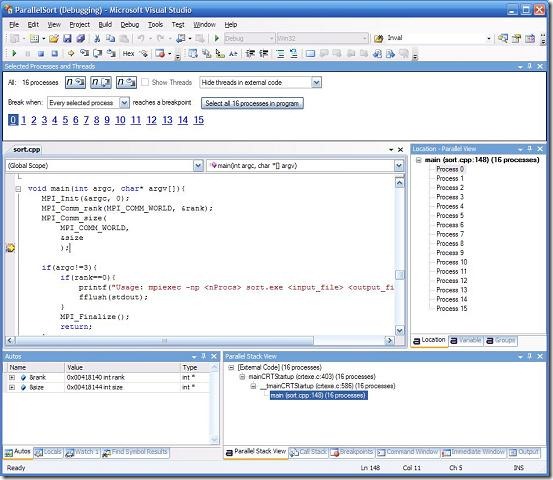 ParallelSort (Debugging) - Microsoft Visual Studio
File Edit View Project Build Debug Tools Test Window Help
Debug Win32 Inval
Hex
Selected Processes and Threads
All: 16 processes Show Threads Hide threads in external code
Break when: Every selected process reaches a breakpoint Select all 16 processes in program
0 1 2 3 4 5 6 7 8 9 10 11 12 13 14 15
sort.cpp
(Global Scope) main(int argc, char *[] argv)
void main(int argc, char* argv[]){
MPI_Init(&argc, 0);
MPI_Comm_rank(MPI_COMM_WORLD, &rank);
MPI_Comm_size(
MPI_COMM_WORLD,
&size
);
if(argc!=3){
if(rank==0){
printf("Usage: mpiexec -np <nProcs> sort.exe <input_file> <output_fi
fflush(stdout);
}
MPI_Finalize();
return;
Location - Parallel View
main (sort.cpp:148) (16 processes)
Process 0
Process 1
Process 2
Process 3
Process 4
Process 5
Process 6
Process 7
Process 8
Process 9
Process 10
Process 11
Process 12
Process 13
Process 14
Process 15
Location Variable Groups
Autos
Name Value Type
&rank 0x00418140 int rank int *
&size 0x00418144 int size int *
Autos Locals Watch 1 Find Symbol Results
Parallel Stack View
[External Code] (16 processes)
mainCRTStartup (crtexe.c:403) (16 processes)
__tmainCRTStartup (crtexe.c:586) (16 processes)
main (sort.cpp:148) (16 processes)
Parallel Stack View Call Stack Breakpoints Command Window Immediate Window Output
Ready Ln 148 Col 11 Ch 5 INS